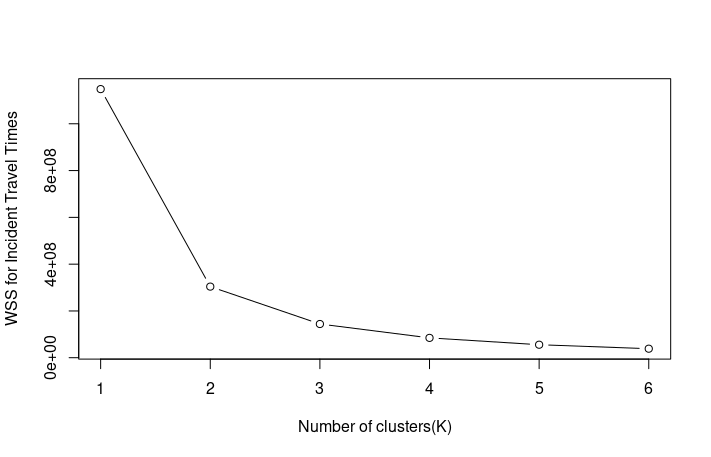 WSS for Incident Travel Times
8e+08
4e+08
0e+00
1 2 3 4 5 6
Number of clusters(K)